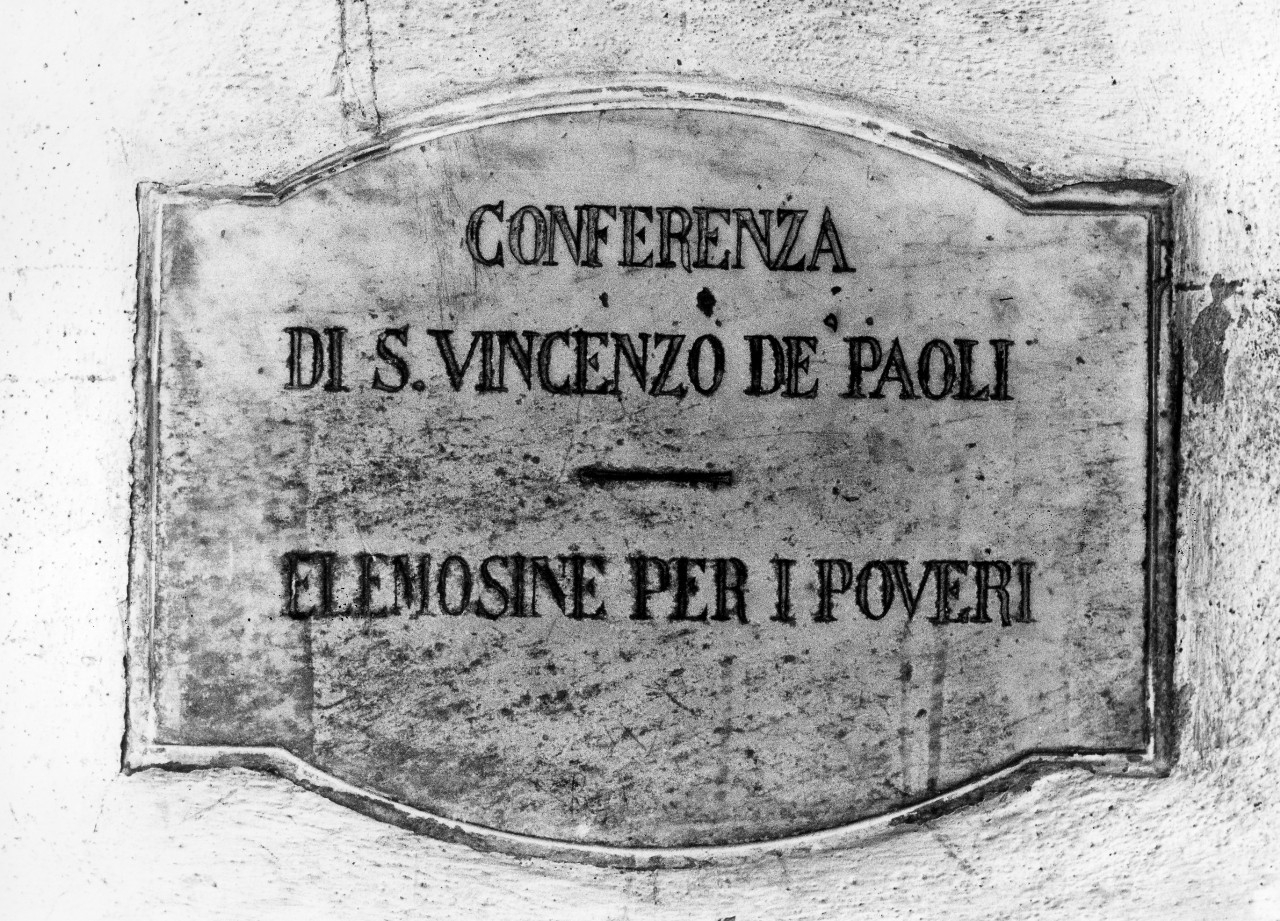 CONFERENZA
DI S. VINCENZO DE PAOLI
ELEMOSINE PER I POVERI